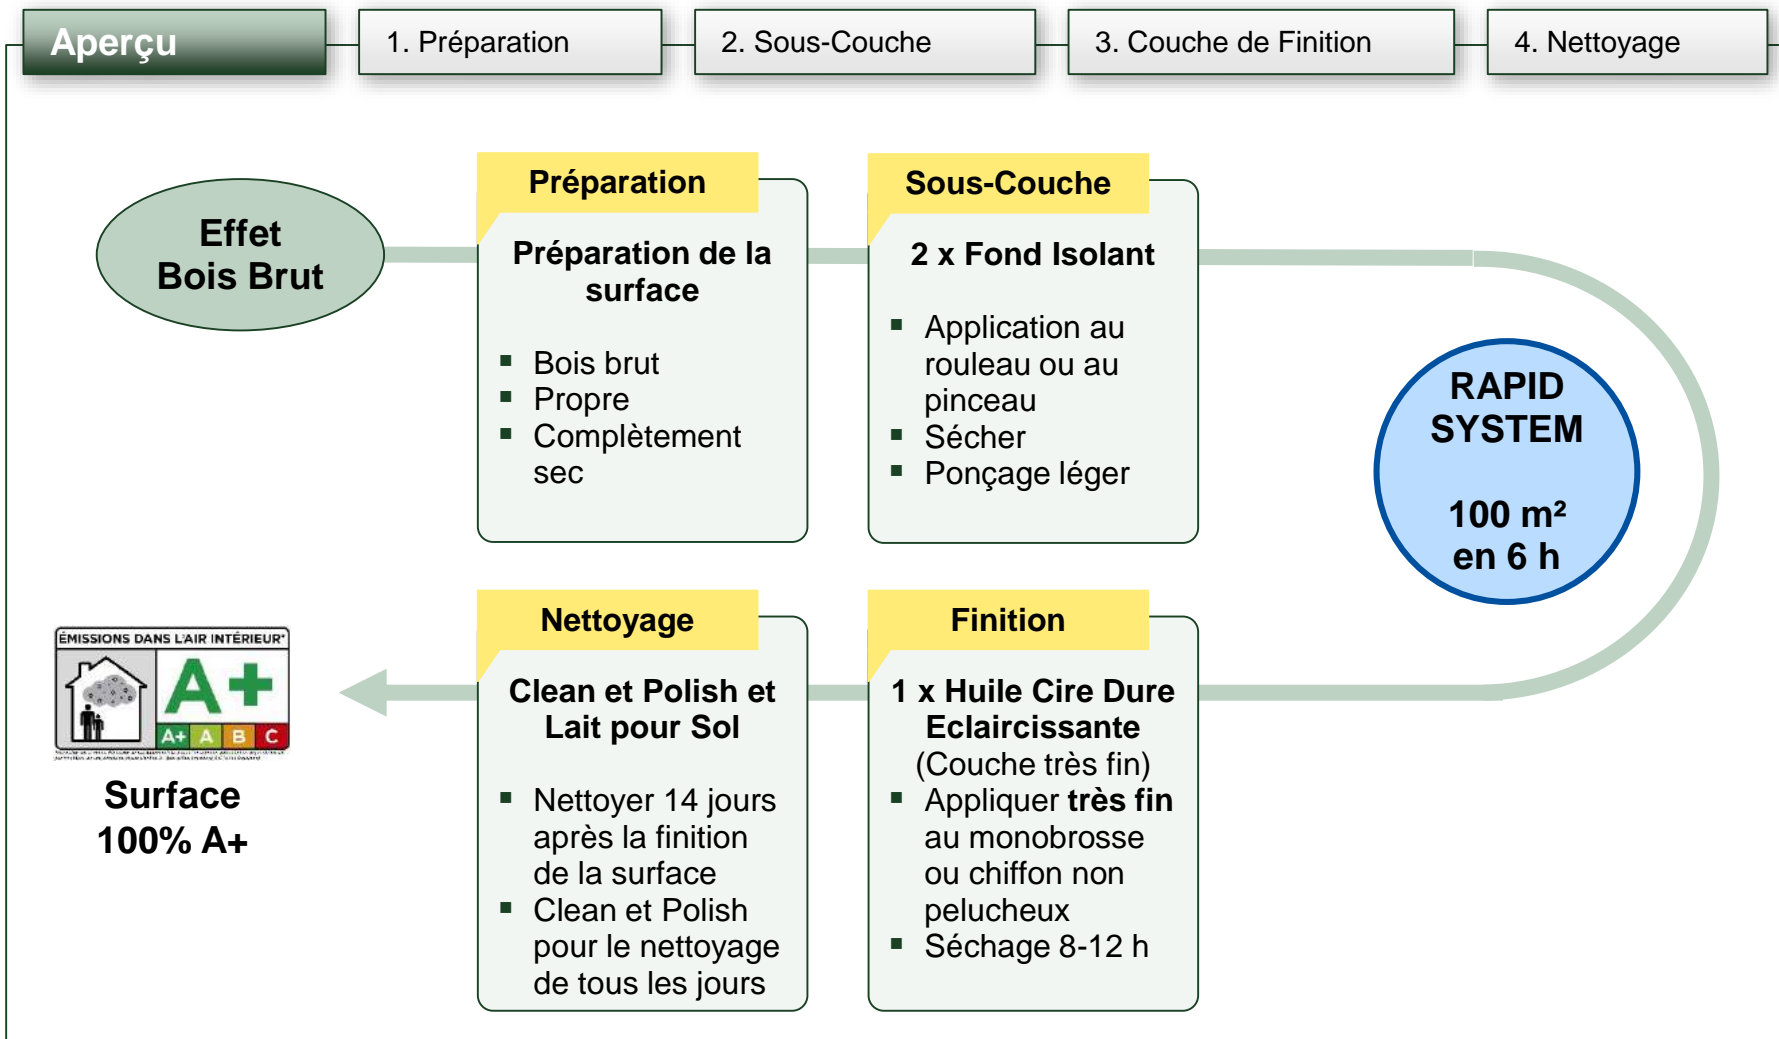 Aperçu
1. Préparation
2. Sous-Couche
3. Couche de Finition
4. Nettoyage
Effet
Bois Brut
Préparation
Préparation de la
surface
Bois brut
Propre
Complètement
sec
Sous-Couche
2 x Fond Isolant
Application au
rouleau ou au
pinceau
Sécher
Ponçage léger
RAPID
SYSTEM
100 m²
en 6 h
Finition
1 x Huile Cire Dure
Eclaircissante
(Couche très fin)
Appliquer très fin
au monobrosse
ou chiffon non
pelucheux
Séchage 8-12 h
Nettoyage
Clean et Polish et
Lait pour Sol
Nettoyer 14 jours
après la finition
de la surface
Clean et Polish
pour le nettoyage
de tous les jours
ÉMISSIONS DANS L'AIR INTÉRIEUR*
A+
A+ A B C
Surface
100% A+